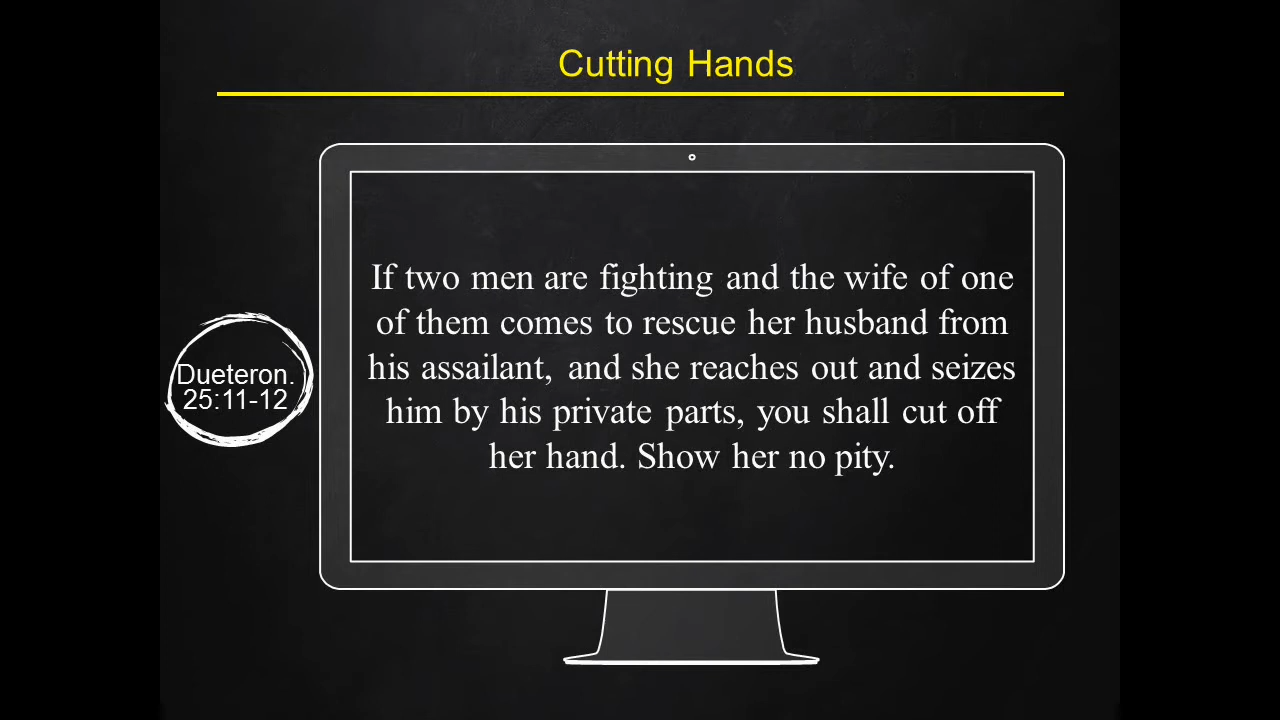 Cutting Hands
If two men are fighting and the wife of one
of them comes to rescue her husband from
his assailant, and she reaches out and seizes
him by his private parts, you shall cut off
her hand. Show her no pity.
Dueteron.
25:11-12